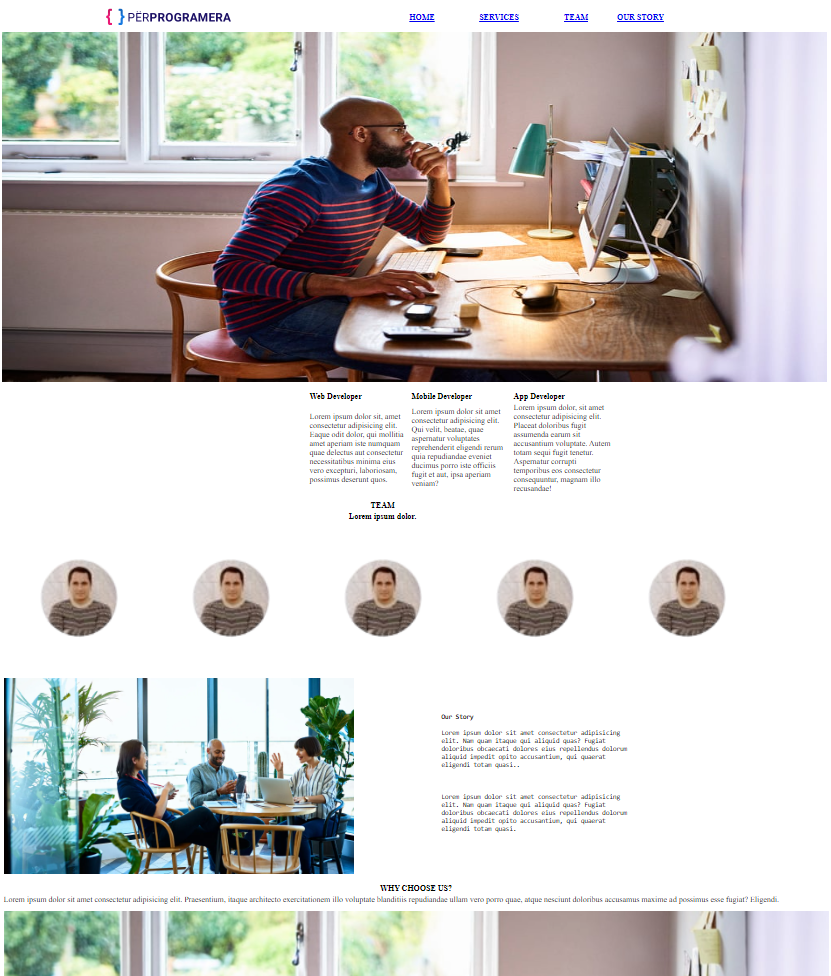 { } PËRPROGRAMERA
HOME SERVICES TEAM OUR STORY
Web Developer
Lorem ipsum dolor sit, amet
consectetur adipisicing elit.
Eaque odit dolor, qui mollitia
amet aperiam iste numquam
quae delectus aut consectetur
necessitatibus minima eius
vero excepturi, laboriosam,
possimus deserunt quos.
Mobile Developer
Lorem ipsum dolor sit amet
consectetur adipisicing elit.
Qui velit, beatae, quae
aspernatur voluptates
reprehenderit eligendi rerum
quia repudiandae eveniet
ducimus porro iste officiis
fugit et aut, ipsa aperiam
veniam?
App Developer
Lorem ipsum dolor, sit amet
consectetur adipisicing elit.
Placeat doloribus fugit
assumenda earum sit
accusantium voluptate. Autem
totam sequi fugit tenetur.
Aspernatur corrupti
temporibus eos consectetur
consequuntur, magnam illo
recusandae!
TEAM
Lorem ipsum dolor.
Our Story
Lorem ipsum dolor sit amet consectetur adipisicing
elit. Nam quam itaque qui aliquid quas? Fugiat
doloribus obcaecati dolores eius repellendus dolorum
aliquid impedit opito accusantium, qui quaerat
eligendi totam quasi..
Lorem ipsum dolor sit amet consectetur adipisicing
elit. Nam quam itaque qui aliquid quas? Fugiat
doloribus obcaecati dolores eius repellendus dolorum
aliquid impedit opito accusantium, qui quaerat
eligendi totam quasi.
WHY CHOOSE US?
Lorem ipsum dolor sit amet consectetur adipisicing elit. Praesentium, itaque architecto exercitationem illo voluptate blanditiis repudiandae ullam vero porro quae, atque nesciunt doloribus accusamus maxime ad possimus esse fugiat? Eligendi.